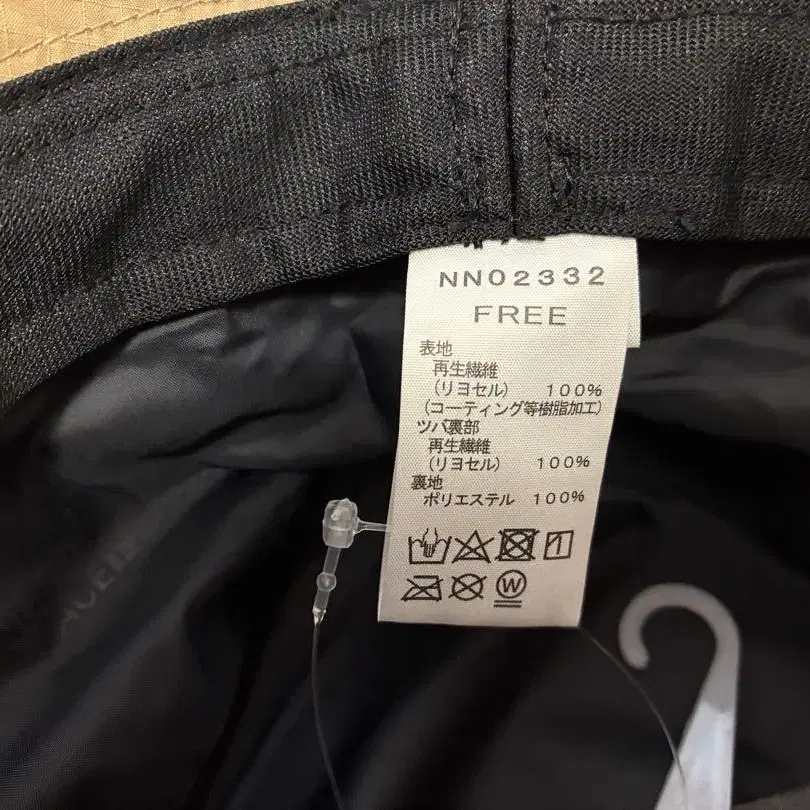 NN02332
FREE
表地
再生繊維
(リヨセル) 100%
(コーティング等樹脂加工)
ツバ裏部
再生繊維
(リヨセル) 100%
裏地
ポリエステル 100%
W